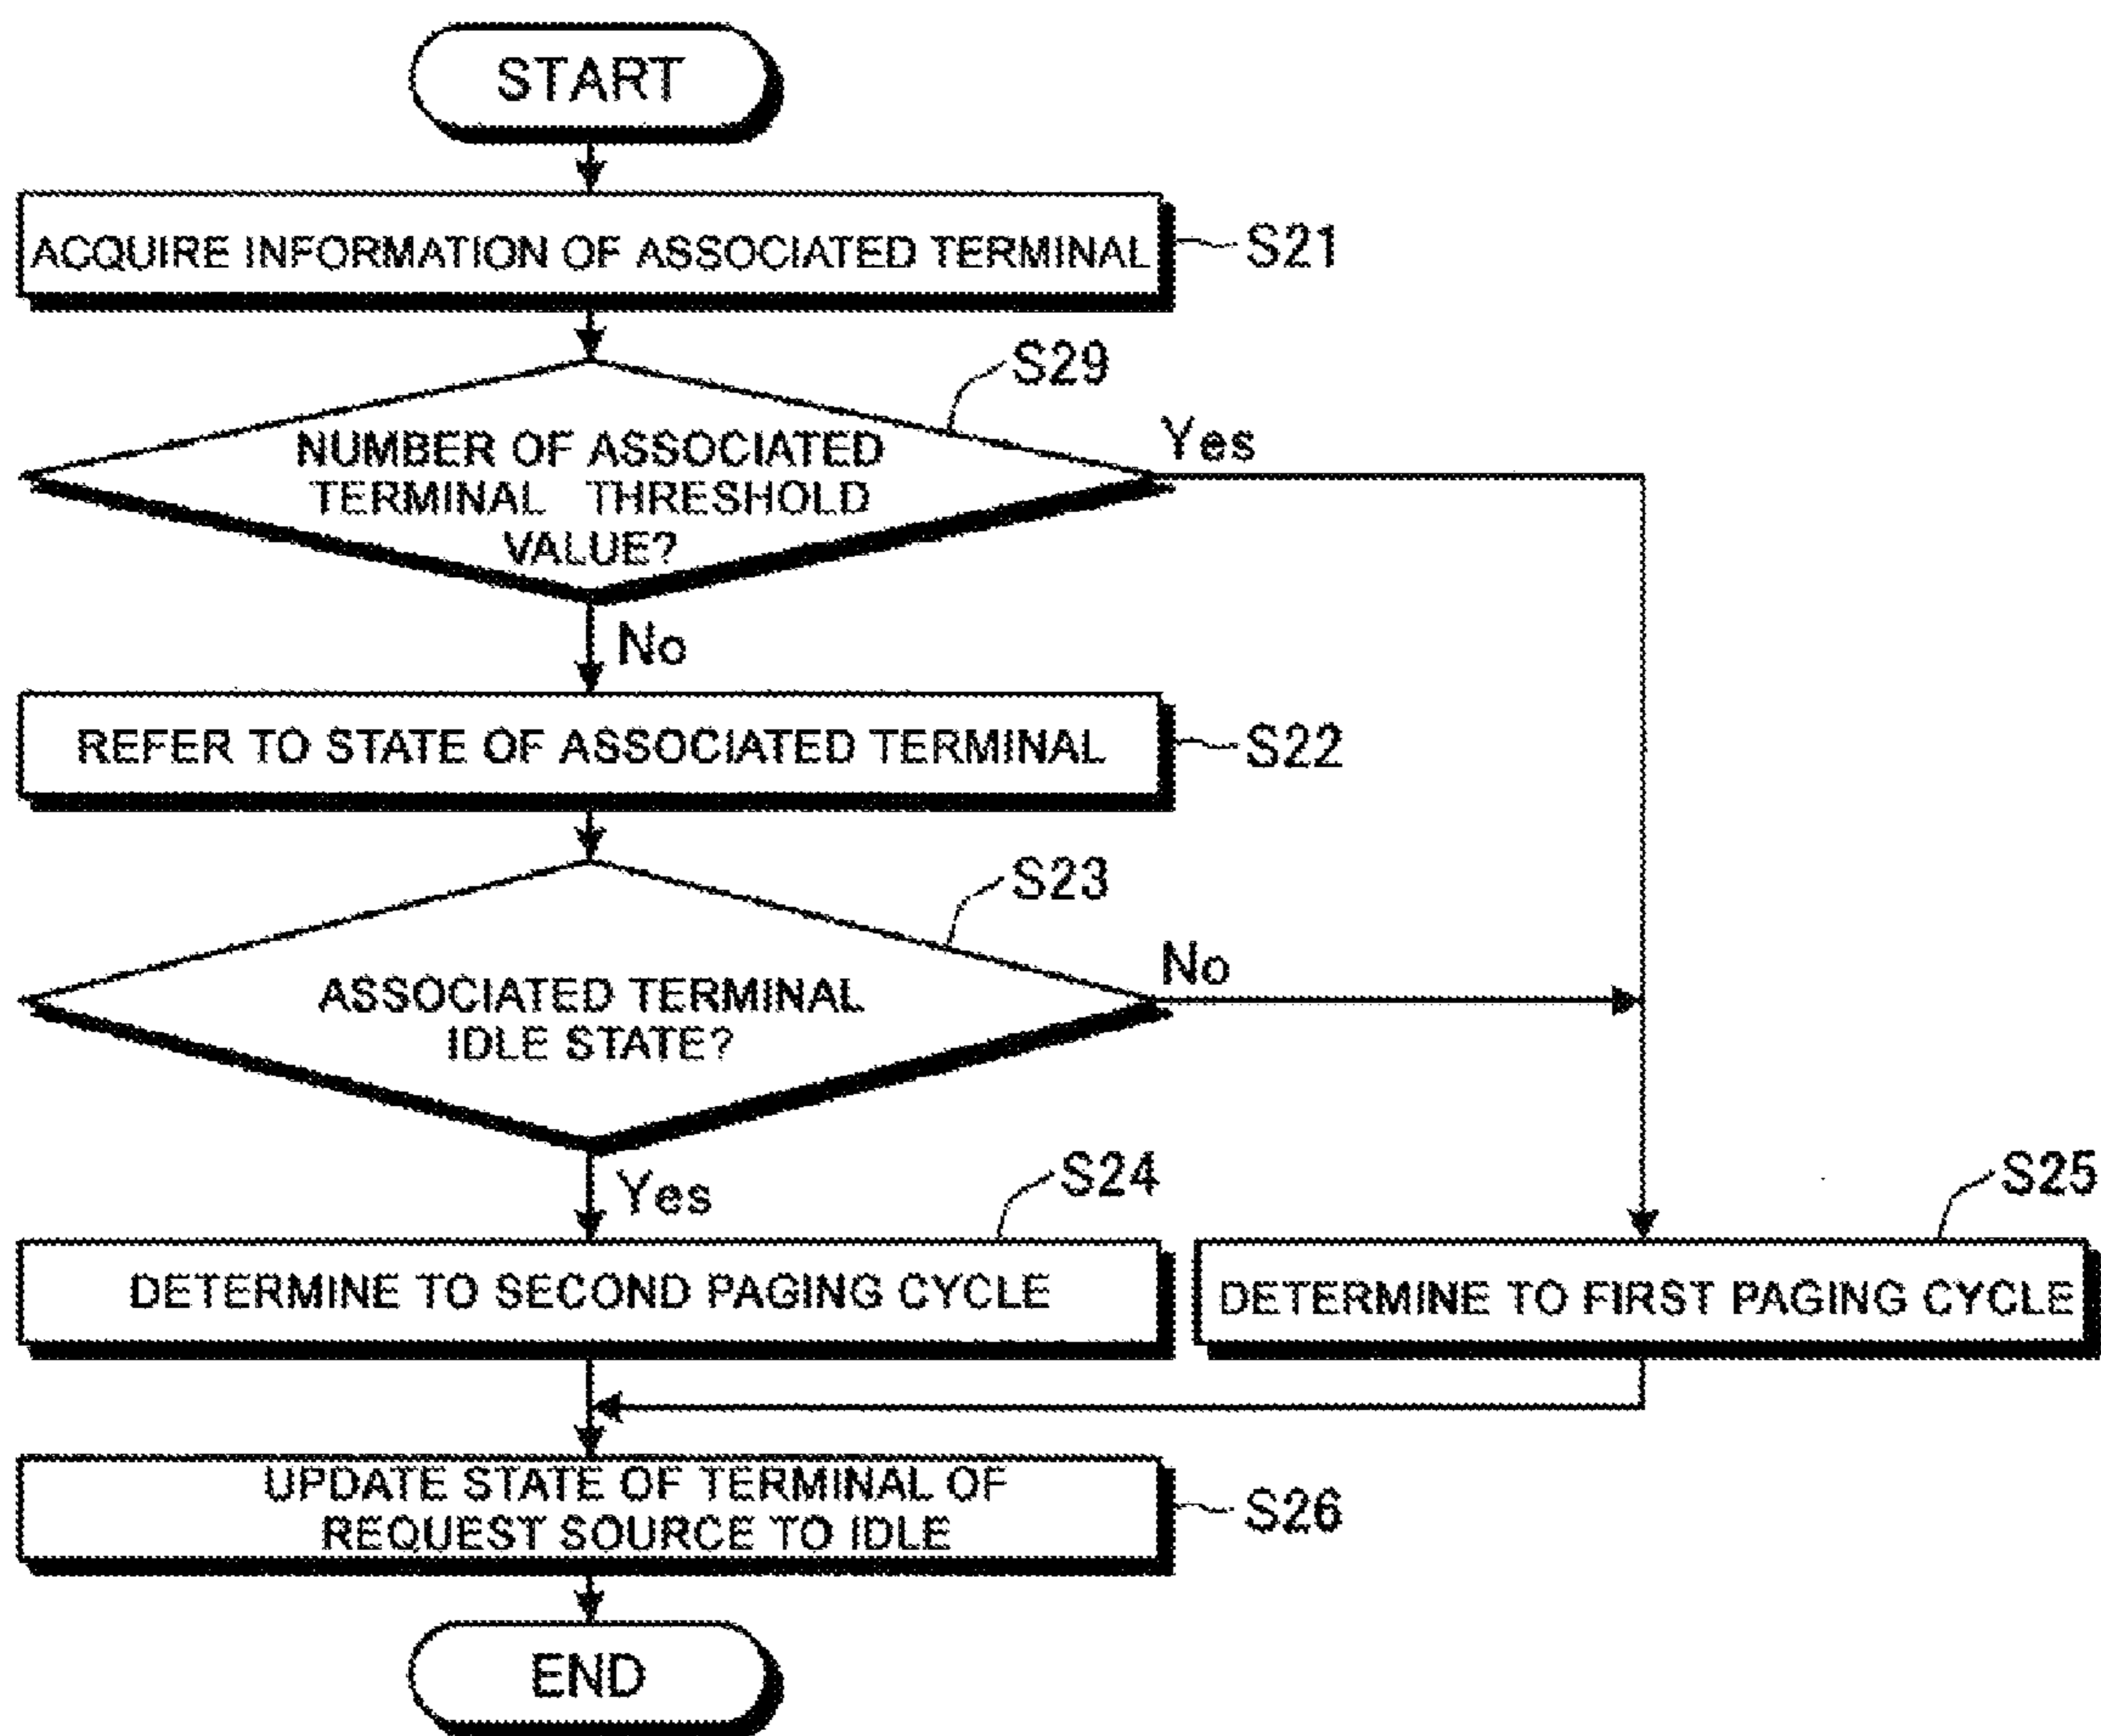 START
ACQUIRE INFORMATION OF ASSOCIATED TERMINAL
S21
S29
NUMBER OF ASSOCIATED
TERMINAL THRESHOLD
VALUE?
Yes
No
REFER TO STATE OF ASSOCIATED TERMINAL
S22
S23
ASSOCIATED TERMINAL
IDLE STATE?
No
Yes
S24
S25
DETERMINE TO SECOND PAGING CYCLE
DETERMINE TO FIRST PAGING CYCLE
UPDATE STATE OF TERMINAL OF
REQUEST SOURCE TO IDLE
S26
END